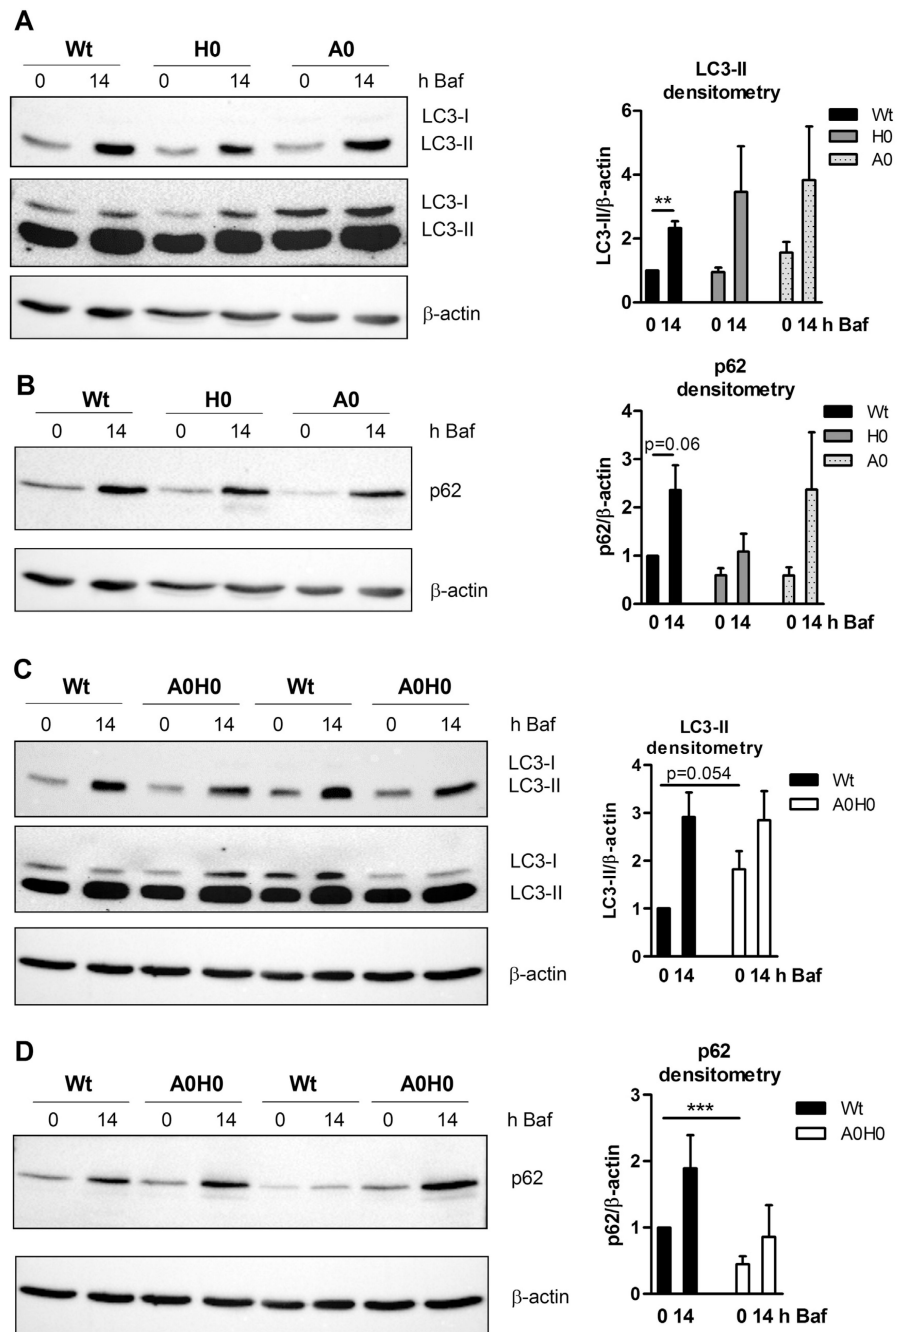 A
Wt H0 A0
0 14 0 14 0 14 h Baf
LC3-I
LC3-II
LC3-I
LC3-II
β-actin
LC3-II
densitometry
6
4
2
0
LC3-II/β-actin
**
0 14 0 14 0 14 h Baf
Wt
H0
A0
B
Wt H0 A0
0 14 0 14 0 14 h Baf
p62
β-actin
p62
densitometry
4
3
2
1
0
p62/β-actin
p=0.06
0 14 0 14 0 14 h Baf
Wt
H0
A0
C
Wt A0H0 Wt A0H0
0 14 0 14 0 14 0 14 h Baf
LC3-I
LC3-II
LC3-I
LC3-II
β-actin
LC3-II
densitometry
4
3
2
1
0
LC3-II/β-actin
p=0.054
0 14 0 14 h Baf
Wt
A0H0
D
Wt A0H0 Wt A0H0
0 14 0 14 0 14 0 14 h Baf
p62
β-actin
p62
densitometry
3
2
1
0
p62/β-actin
***
0 14 0 14 h Baf
Wt
A0H0